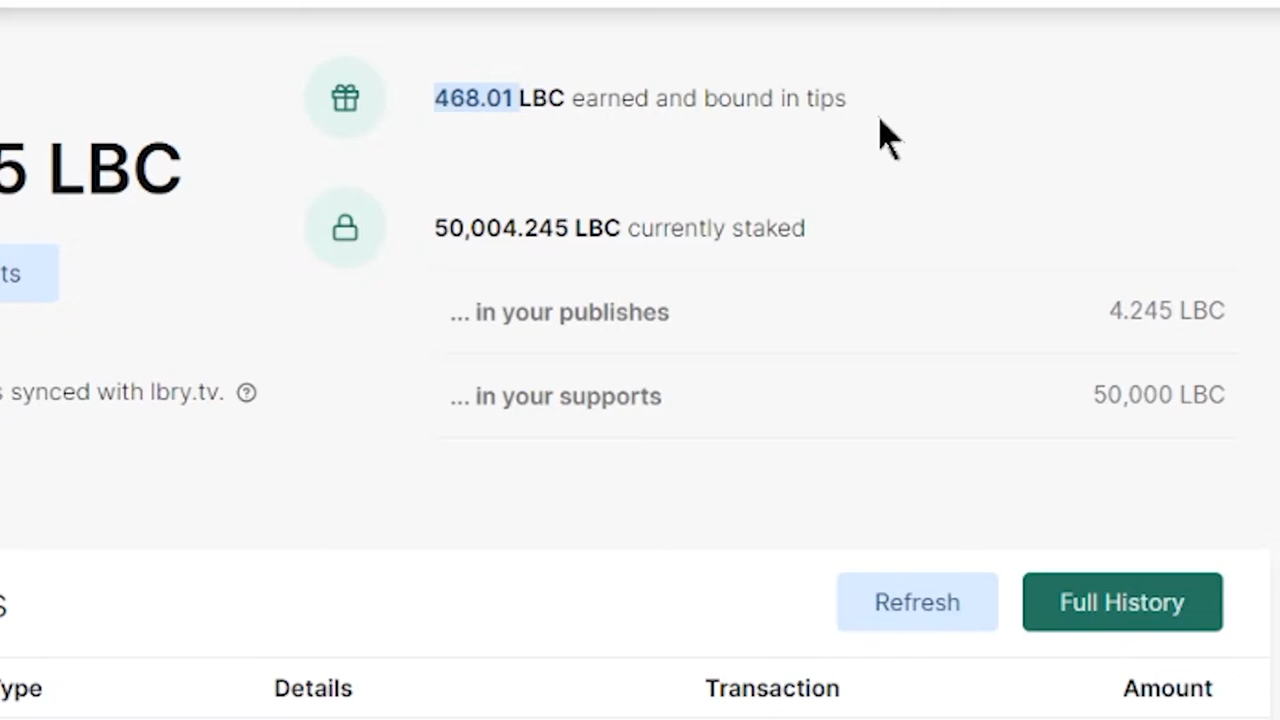 468.01 LBC earned and bound in tips
5 LBC
50,004.245 LBC currently staked
ts
... in your publishes 4.245 LBC
synced with lbry.tv.
... in your supports 50,000 LBC
Refresh Full History
Details Transaction Amount